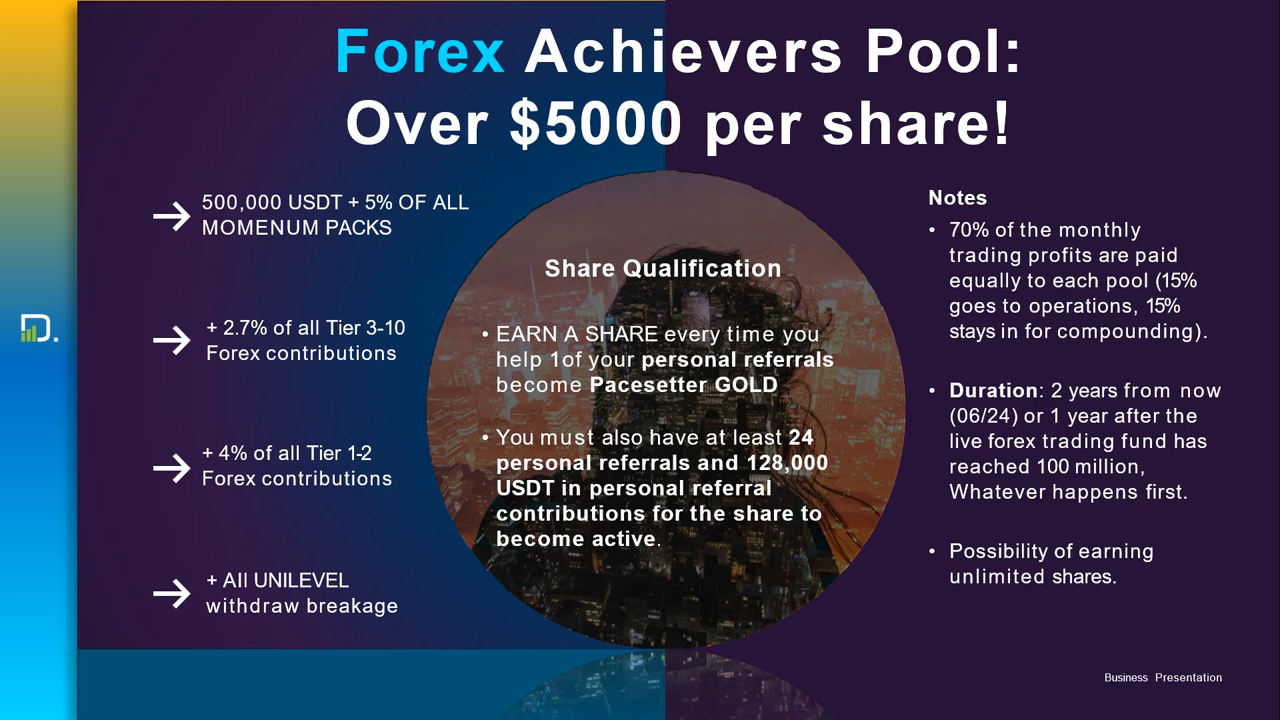 Forex Achievers Pool:
Over $5000 per share!
500,000 USDT + 5% OF ALL
MOMENUM PACKS
+ 2.7% of all Tier 3-10
Forex contributions
+ 4% of all Tier 1-2
Forex contributions
+ All UNILEVEL
withdraw breakage
Share Qualification
• EARN A SHARE every time you
help 1of your personal referrals
become Pacesetter GOLD
• You must also have at least 24
personal referrals and 128,000
USDT in personal referral
contributions for the share to
become active.
Notes
• 70% of the monthly
trading profits are paid
equally to each pool (15%
goes to operations, 15%
stays in for compounding).
• Duration: 2 years from now
(06/24) or 1 year after the
live forex trading fund has
reached 100 million,
Whatever happens first.
• Possibility of earning
unlimited shares.
D.
Business Presentation